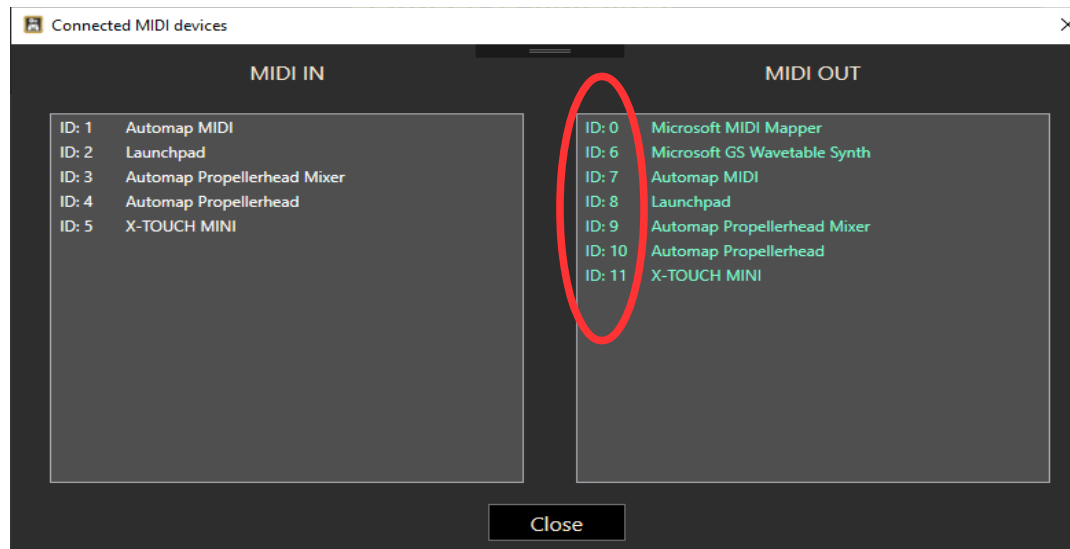 Connected MIDI devices
MIDI IN
ID: 1 Automap MIDI
ID: 2 Launchpad
ID: 3 Automap Propellerhead Mixer
ID: 4 Automap Propellerhead
ID: 5 X-TOUCH MINI
MIDI OUT
ID: 0 Microsoft MIDI Mapper
ID: 6 Microsoft GS Wavetable Synth
ID: 7 Automap MIDI
ID: 8 Launchpad
ID: 9 Automap Propellerhead Mixer
ID: 10 Automap Propellerhead
ID: 11 X-TOUCH MINI
Close